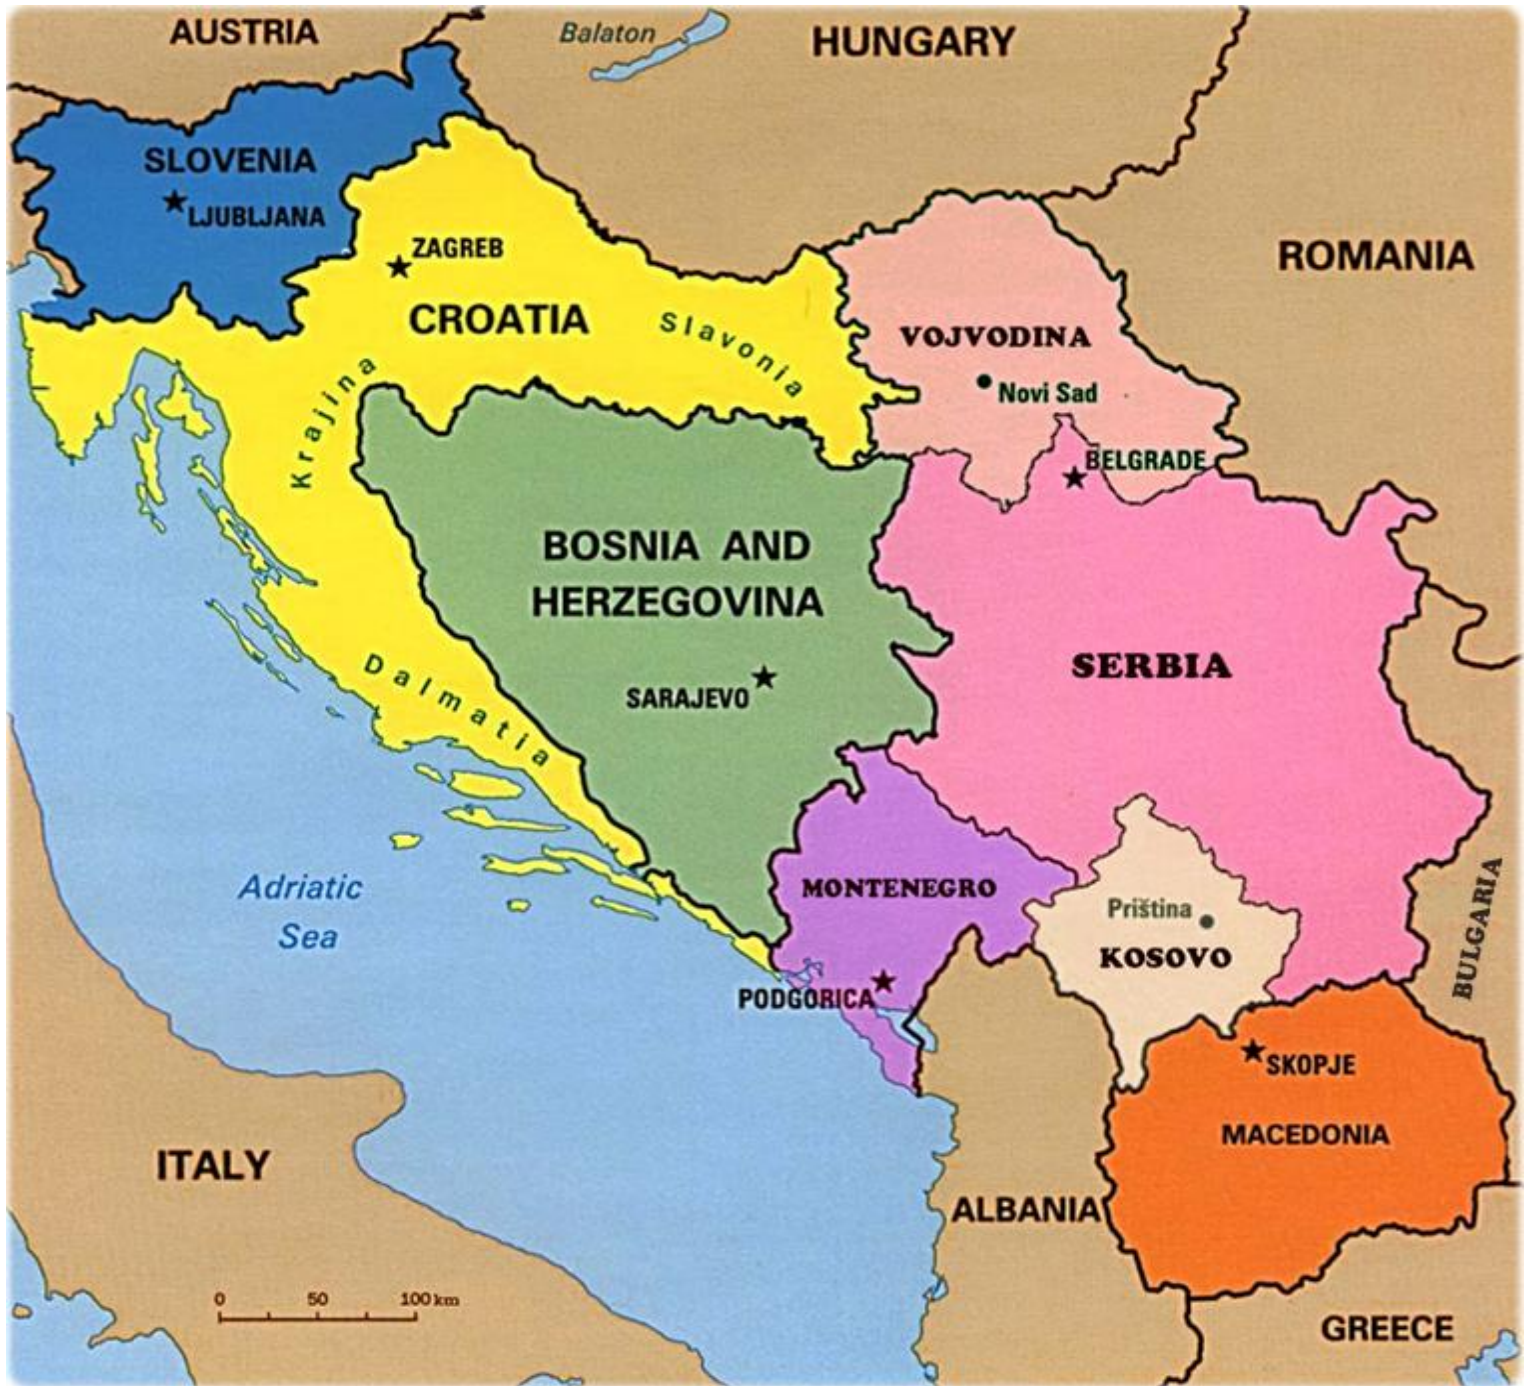 AUSTRIA
Balaton
HUNGARY
SLOVENIA
LJUBLJANA
ZAGREB
CROATIA
Slavonia
Krajina
ROMANIA
VOJVODINA
Novi Sad
BELGRADE
BOSNIA AND
HERZEGOVINA
SARAJEVO
SERBIA
Dalmatia
Adriatic
Sea
MONTENEGRO
Priština
KOSOVO
PODGORICA
BULGARIA
SKOPJE
MACEDONIA
ITALY
ALBANIA
0 50 100 km
GREECE